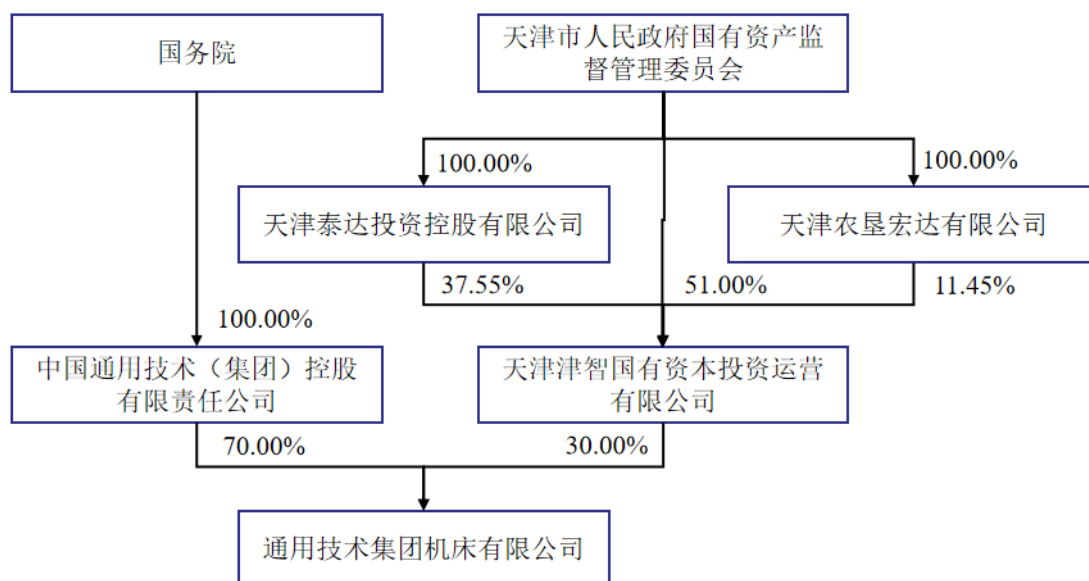 国务院
天津市人民政府国有资产监
督管理委员会
100.00%
100.00%
天津泰达投资控股有限公司
天津农垦宏达有限公司
37.55%
51.00%
11.45%
100.00%
中国通用技术（集团）控股
有限责任公司
天津津智国有资本投资运营
有限公司
70.00%
30.00%
通用技术集团机床有限公司